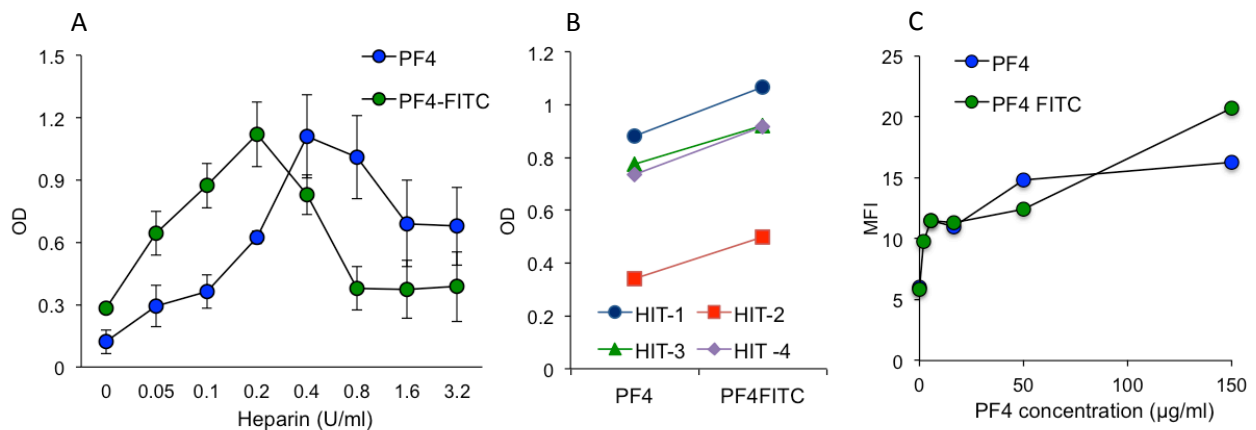 A
1.5
1.2
0.9
0.6
0.3
0
OD
PF4
PF4-FITC
0 0.05 0.1 0.2 0.4 0.8 1.6 3.2
Heparin (U/ml)
B
1.2
1
0.8
0.6
0.4
0.2
0
OD
HIT-1 HIT-2
HIT-3 HIT -4
PF4 PF4FITC
C
25
20
15
10
5
0
MFI
PF4
PF4 FITC
0 50 100 150
PF4 concentration (µg/ml)